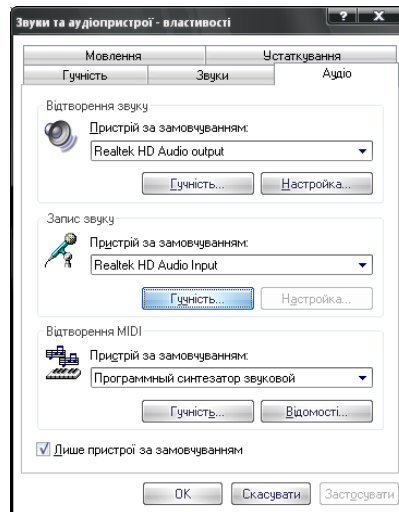 Звуки та аудіопристрої - властивості
Мовлення Устаткування
Гучність Звуки Аудіо
Відтворення звуку
Пристрій за замовчуванням:
Realtek HD Audio output
Гучність... Настройка...
Запис звуку
Пристрій за замовчуванням:
Realtek HD Audio Input
Гучність... Настройка...
Відтворення MIDI
Пристрій за замовчуванням:
Программный синтезатор звуковой
Гучність... Відомості...
Лише пристрої за замовчуванням
OK Скасувати Застосувати